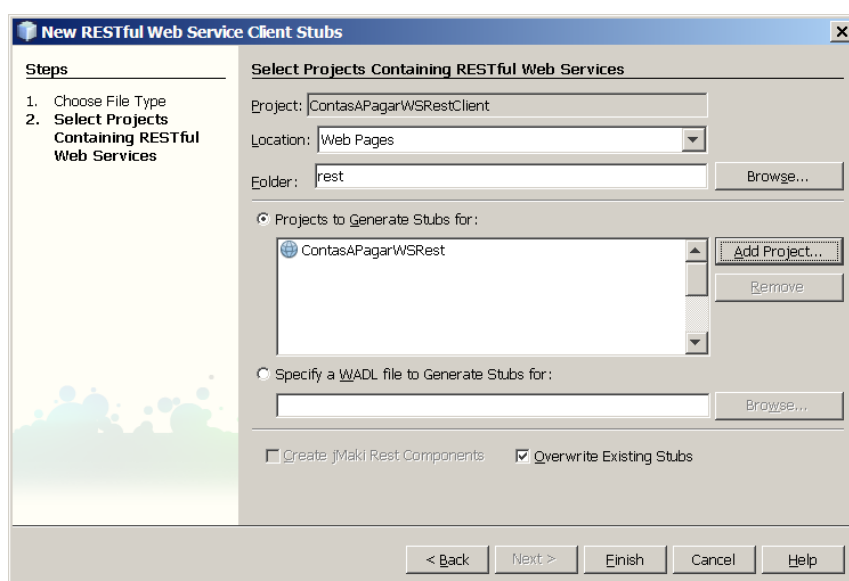 New RESTful Web Service Client Stubs
Steps
1. Choose File Type
2. Select Projects
Containing RESTful
Web Services
Select Projects Containing RESTful Web Services
Project: ContasAPagarWSRestClient
Location: Web Pages
Folder: rest
Browse...
Projects to Generate Stubs for:
ContasAPagarWSRest
Add Project...
Remove
Specify a WADL file to Generate Stubs for:
Browse...
Create jMaki Rest Components
Overwrite Existing Stubs
< Back
Next >
Finish
Cancel
Help